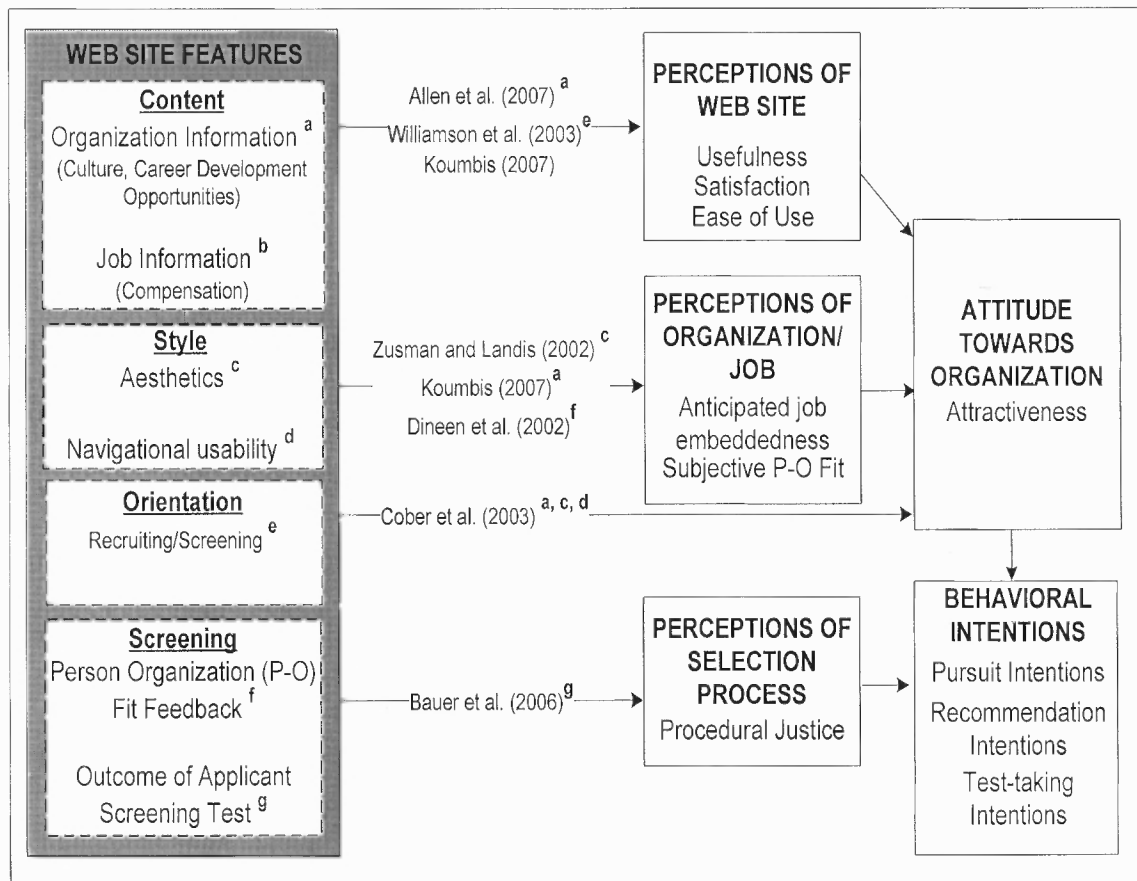 WEB SITE FEATURES
Content
Organization Information a
(Culture, Career Development
Opportunities)
Job Information b
(Compensation)
Style
Aesthetics c
Navigational usability d
Orientation
Recruiting/Screening e
Screening
Person Organization (P-O)
Fit Feedback f
Outcome of Applicant
Screening Test g
Allen et al. (2007) a
Williamson et al. (2003) e
Koumbis (2007)
Zusman and Landis (2002) c
Koumbis (2007) a
Dineen et al. (2002) f
Cober et al. (2003) a, c, d
Bauer et al. (2006) g
PERCEPTIONS OF
WEB SITE
Usefulness
Satisfaction
Ease of Use
PERCEPTIONS OF
ORGANIZATION/
JOB
Anticipated job
embeddedness
Subjective P-O Fit
PERCEPTIONS OF
SELECTION
PROCESS
Procedural Justice
ATTITUDE
TOWARDS
ORGANIZATION
Attractiveness
BEHAVIORAL
INTENTIONS
Pursuit Intentions
Recommendation
Intentions
Test-taking
Intentions